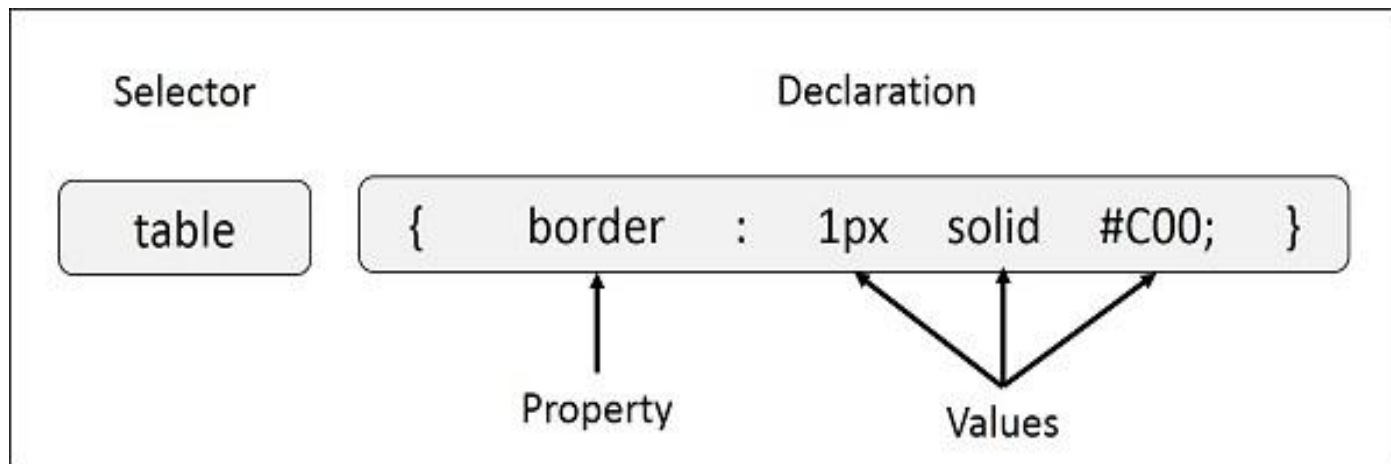 Selector Declaration
table { border : 1px solid #C00; }
Property Values